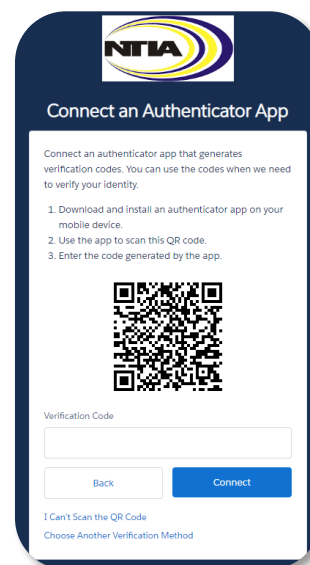 NTIA
Connect an Authenticator App
Connect an authenticator app that generates
verification codes. You can use the codes when we need
to verify your identity.
1. Download and install an authenticator app on your
mobile device.
2. Use the app to scan this QR code.
3. Enter the code generated by the app.
Verification Code
Back
Connect
I Can't Scan the QR Code
Choose Another Verification Method